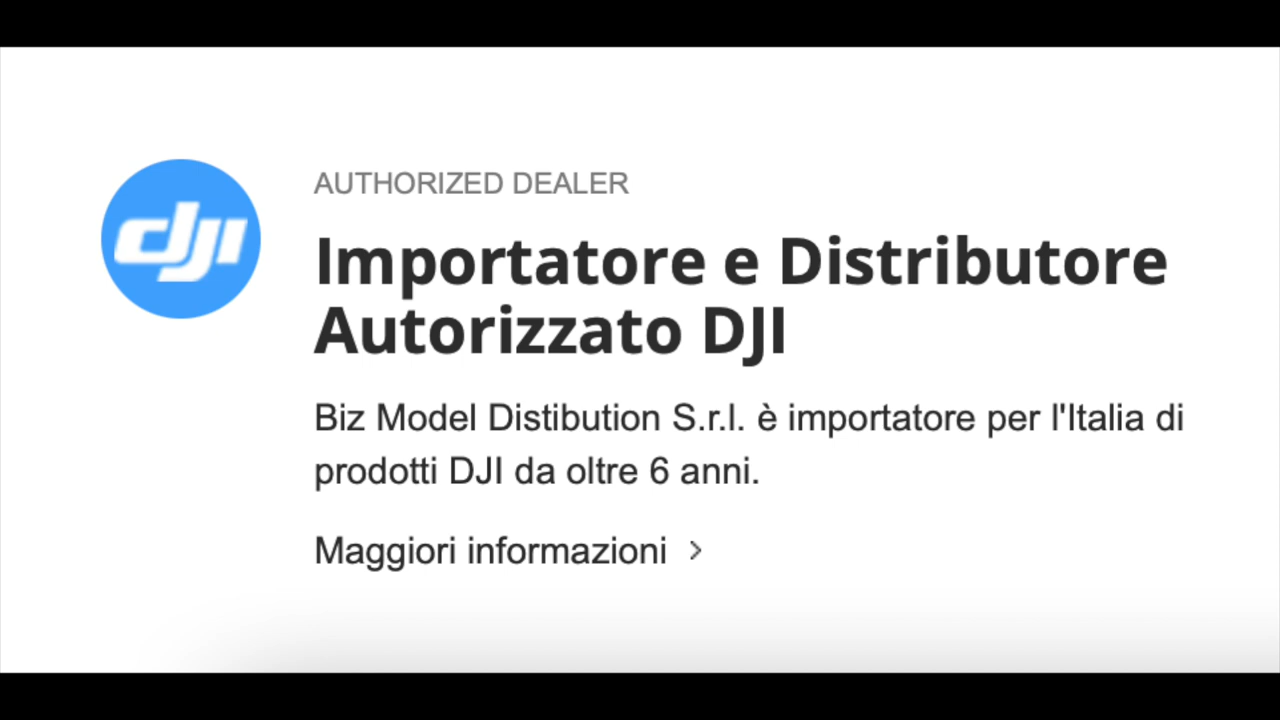 dji
AUTHORIZED DEALER
Importatore e Distributore
Autorizzato DJI
Biz Model Distibution S.r.l. è importatore per l'Italia di
prodotti DJI da oltre 6 anni.
Maggiori informazioni >